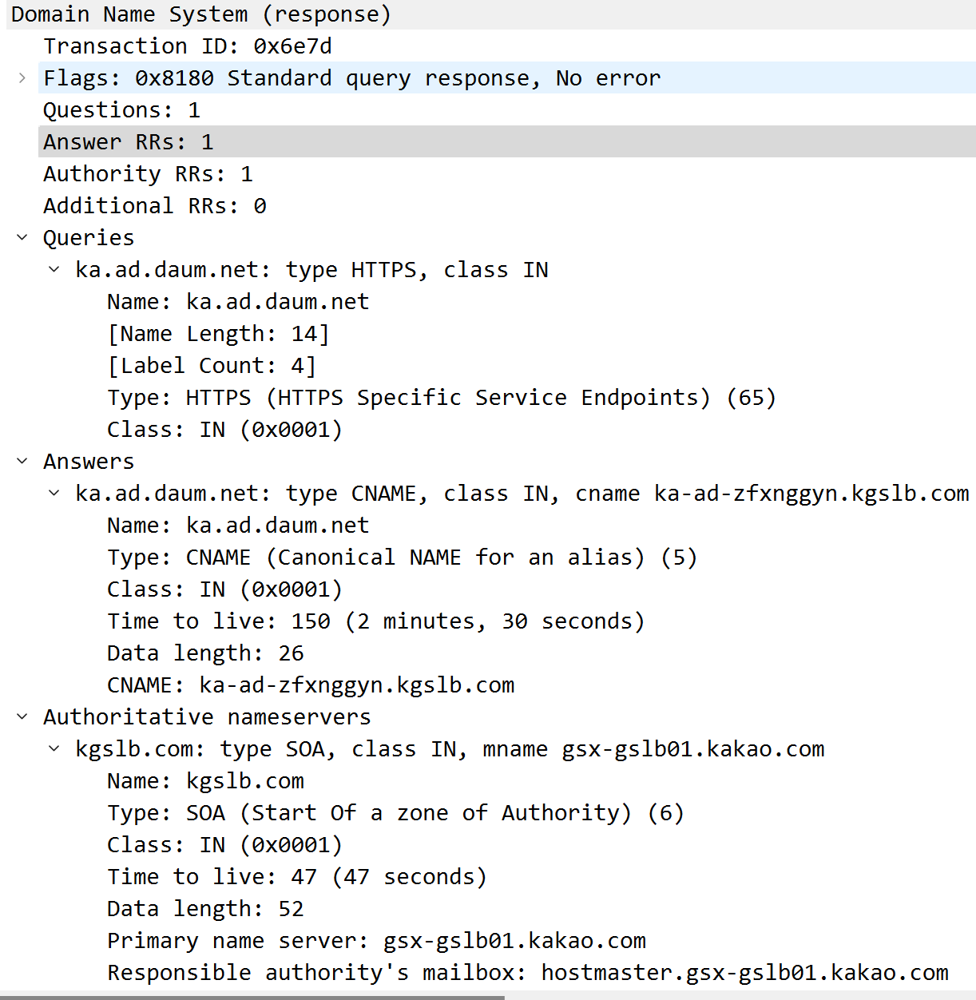 Domain Name System (response)
Transaction ID: 0x6e7d
Flags: 0x8180 Standard query response, No error
Questions: 1
Answer RRs: 1
Authority RRs: 1
Additional RRs: 0
Queries
ka.ad.daum.net: type HTTPS, class IN
Name: ka.ad.daum.net
[Name Length: 14]
[Label Count: 4]
Type: HTTPS (HTTPS Specific Service Endpoints) (65)
Class: IN (0x0001)
Answers
ka.ad.daum.net: type CNAME, class IN, cname ka-ad-zfxnggyn.kgslb.com
Name: ka.ad.daum.net
Type: CNAME (Canonical NAME for an alias) (5)
Class: IN (0x0001)
Time to live: 150 (2 minutes, 30 seconds)
Data length: 26
CNAME: ka-ad-zfxnggyn.kgslb.com
Authoritative nameservers
kgslb.com: type SOA, class IN, mname gsx-gslb01.kakao.com
Name: kgslb.com
Type: SOA (Start Of a zone of Authority) (6)
Class: IN (0x0001)
Time to live: 47 (47 seconds)
Data length: 52
Primary name server: gsx-gslb01.kakao.com
Responsible authority's mailbox: hostmaster.gsx-gslb01.kakao.com